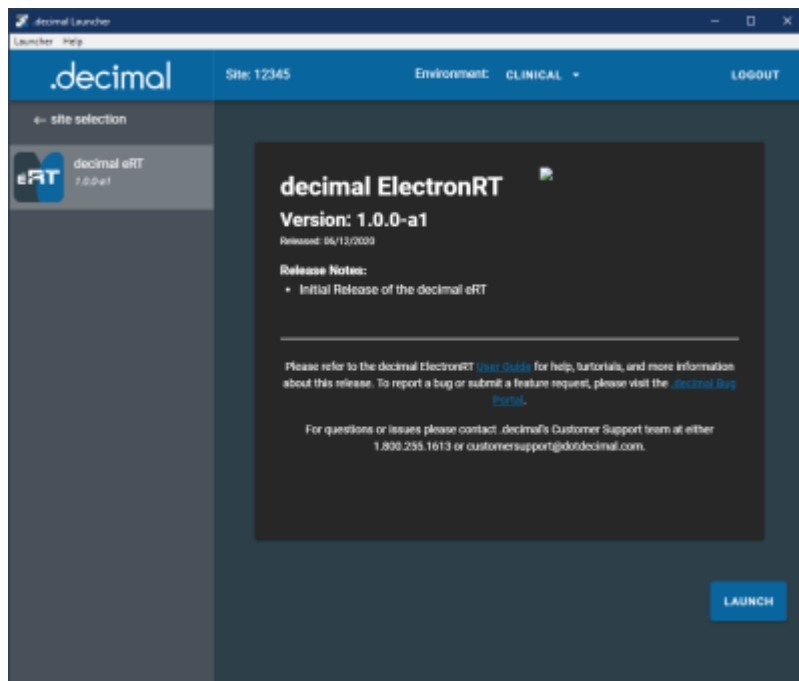 .decimal Launcher
Launcher Help
.decimal
Site: 12345
Environment: CLINICAL
LOGOUT
← site selection
eRT
decimal eRT
1.0.0-a1
decimal ElectronRT
Version: 1.0.0-a1
Released: 06/12/2020
Release Notes:
• Initial Release of the decimal eRT
Please refer to the decimal ElectronRT User Guide for help, turtorials, and more information
about this release. To report a bug or submit a feature request, please visit the .decimal Bug
Portal.
For questions or issues please contact .decimal's Customer Support team at either
1.800.255.1613 or customersupport@dotdecimal.com.
LAUNCH